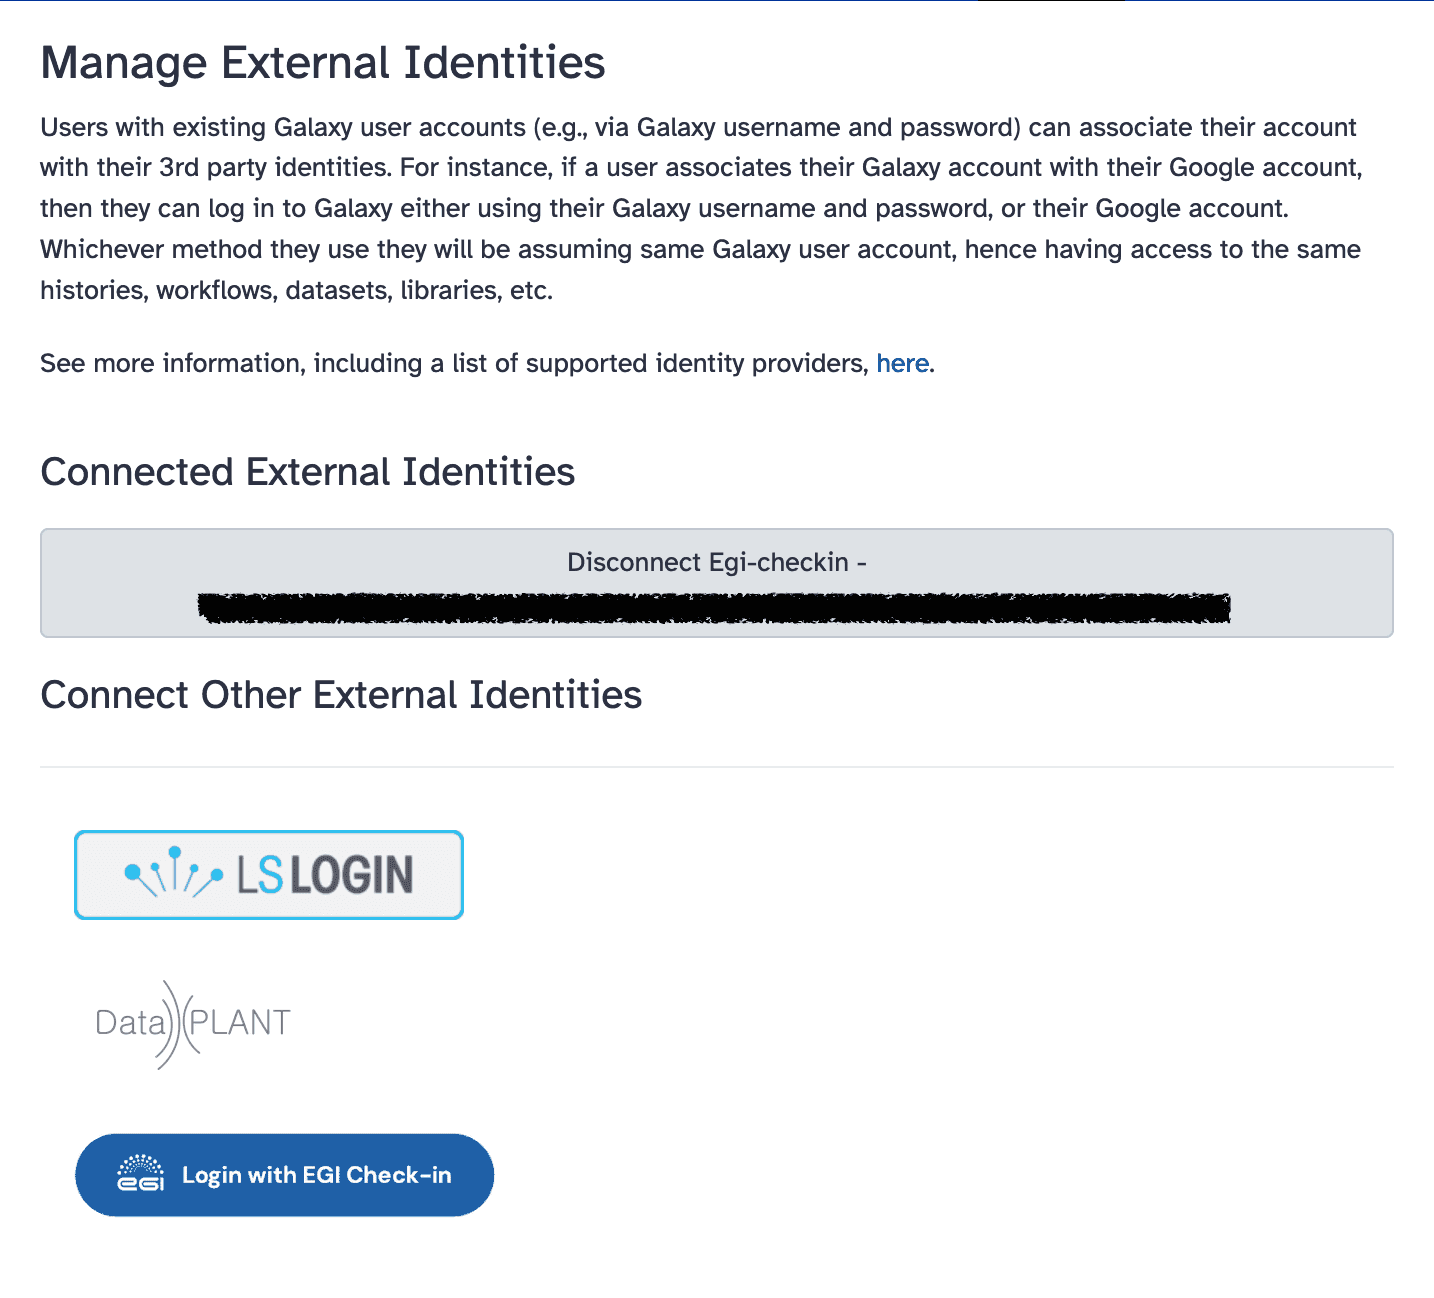 Manage External Identities
Users with existing Galaxy user accounts (e.g., via Galaxy username and password) can associate their account
with their 3rd party identities. For instance, if a user associates their Galaxy account with their Google account,
then they can log in to Galaxy either using their Galaxy username and password, or their Google account.
Whichever method they use they will be assuming same Galaxy user account, hence having access to the same
histories, workflows, datasets, libraries, etc.
See more information, including a list of supported identity providers, here.
Connected External Identities
Disconnect Egi-checkin -
Connect Other External Identities
LS LOGIN
DataPLANT
eGI Login with EGI Check-in